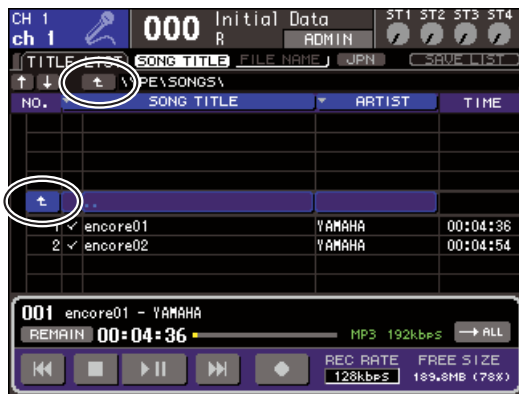 CH 1 000 Initial Data ST1 ST2 ST3 ST4
ch 1 R ADMIN
TITLE LIST SONG TITLE FILE NAME JPN SAVE LIST
\YPE\SONGS\
NO. SONG TITLE ARTIST TIME
..
1 ✓ encore01 YAMAHA 00:04:36
2 ✓ encore02 YAMAHA 00:04:54
001 encore01 - YAMAHA
REMAIN 00:04:36 MP3 192kbps → ALL
REC RATE FREE SIZE
128kbps 189.8MB (78%)